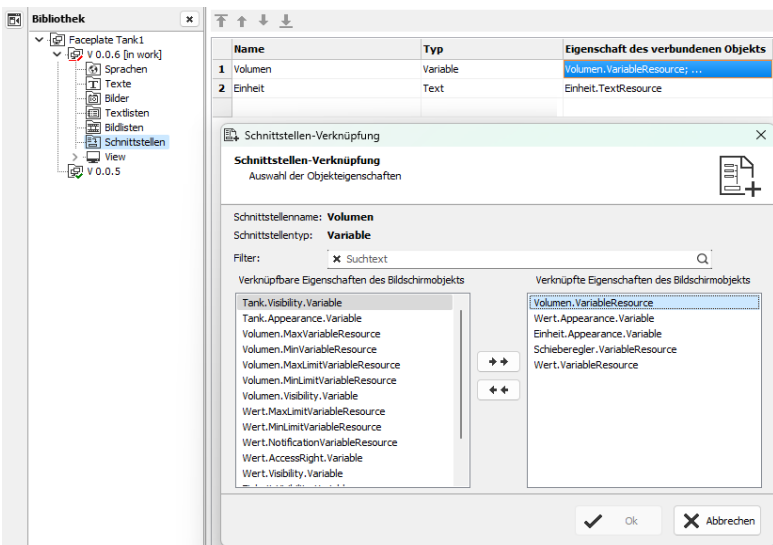 Bibliothek
Faceplate Tank1
V 0.0.6 [in work]
Sprachen
Texte
Bilder
Textlisten
Bildlisten
Schnittstellen
View
V 0.0.5
Name Typ Eigenschaft des verbundenen Objekts
1 Volumen Variable Volumen.VariableResource; ...
2 Einheit Text Einheit.TextResource
Schnittstellen-Verknüpfung
Schnittstellen-Verknüpfung
Auswahl der Objekteigenschaften
Schnittstellenname: Volumen
Schnittstellentyp: Variable
Filter: Suchtext
Verknüpfbare Eigenschaften des Bildschirmobjekts
Tank.Visibility.Variable
Tank.Appearance.Variable
Volumen.MaxVariableResource
Volumen.MinVariableResource
Volumen.MaxLimitVariableResource
Volumen.MinLimitVariableResource
Volumen.Visibility.Variable
Wert.MaxLimitVariableResource
Wert.MinLimitVariableResource
Wert.NotificationVariableResource
Wert.AccessRight.Variable
Wert.Visibility.Variable
Verknüpfte Eigenschaften des Bildschirmobjekts
Volumen.VariableResource
Wert.Appearance.Variable
Einheit.Appearance.Variable
Schieberegler.VariableResource
Wert.VariableResource
Ok
Abbrechen